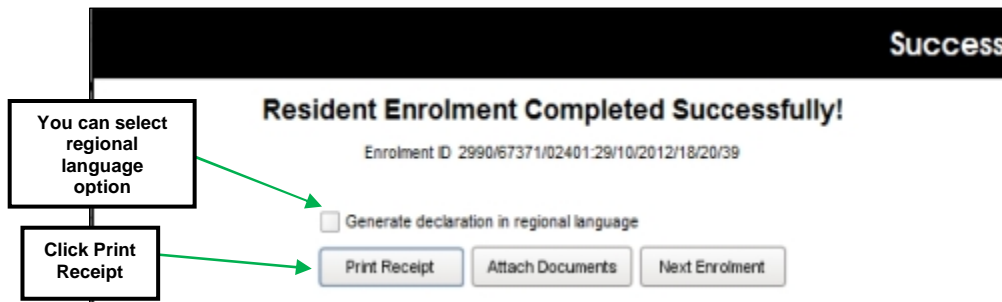 Success
Resident Enrolment Completed Successfully!
Enrolment ID 2990/67371/02401:29/10/2012/18/20/39
You can select
regional
language
option
Generate declaration in regional language
Click Print
Receipt
Print Receipt Attach Documents Next Enrolment